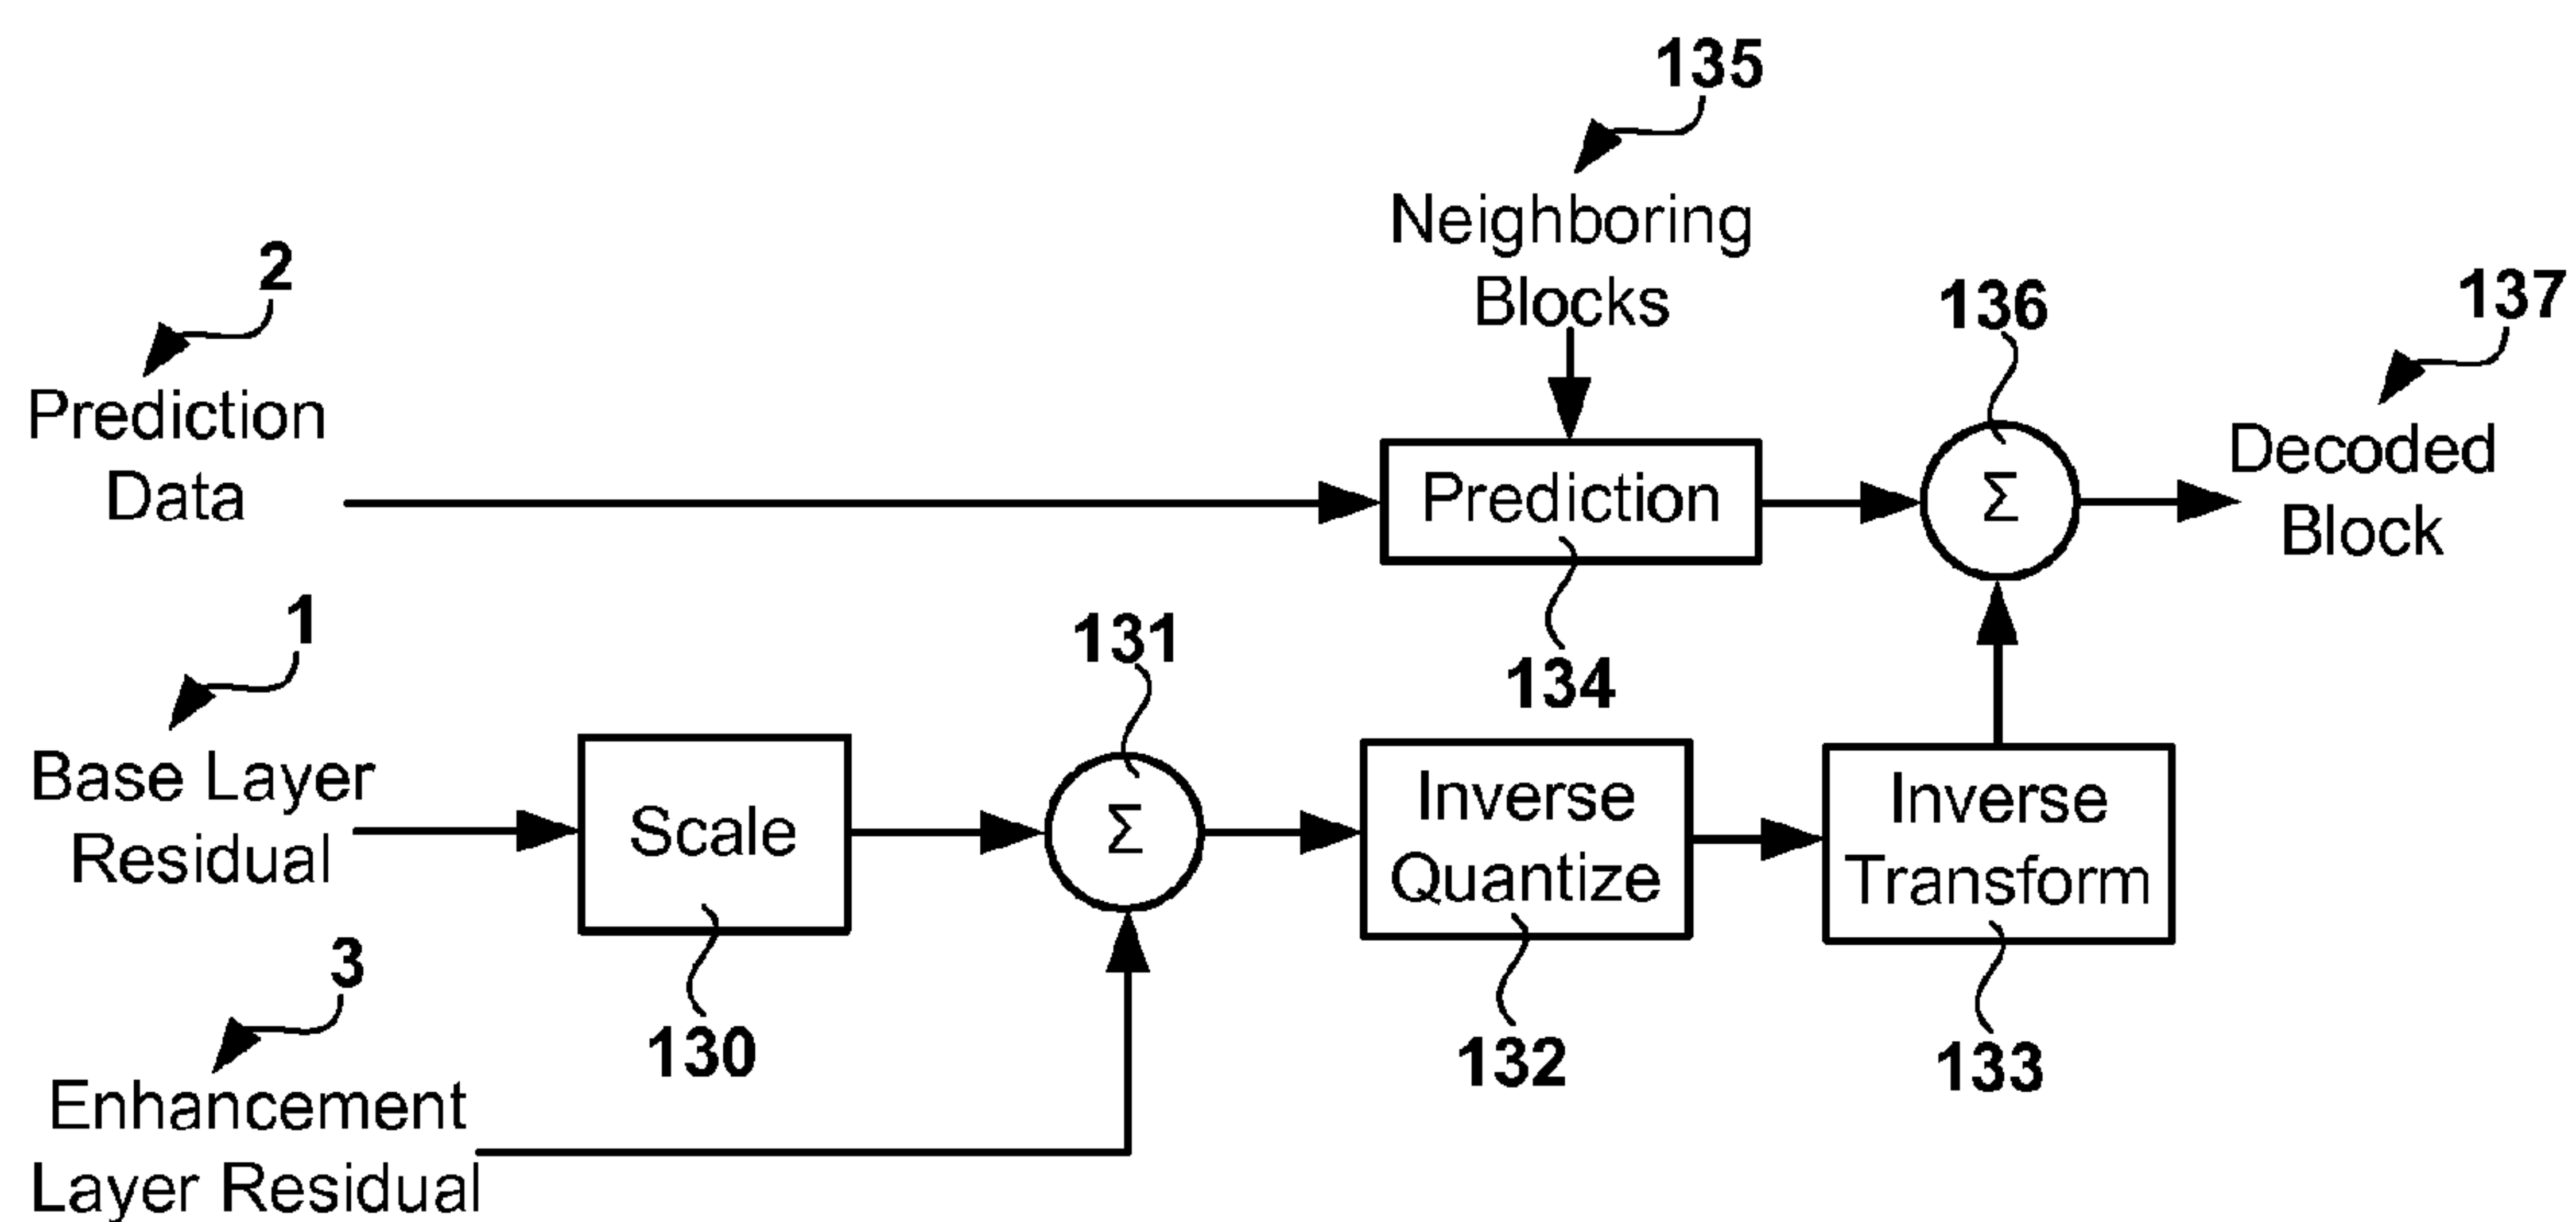 135
Neighboring
Blocks
2
Prediction
Data
136
137
Prediction
Σ
Decoded
Block
134
1
Base Layer
Residual
131
Scale
Σ
Inverse
Quantize
Inverse
Transform
130
132
133
3
Enhancement
Layer Residual